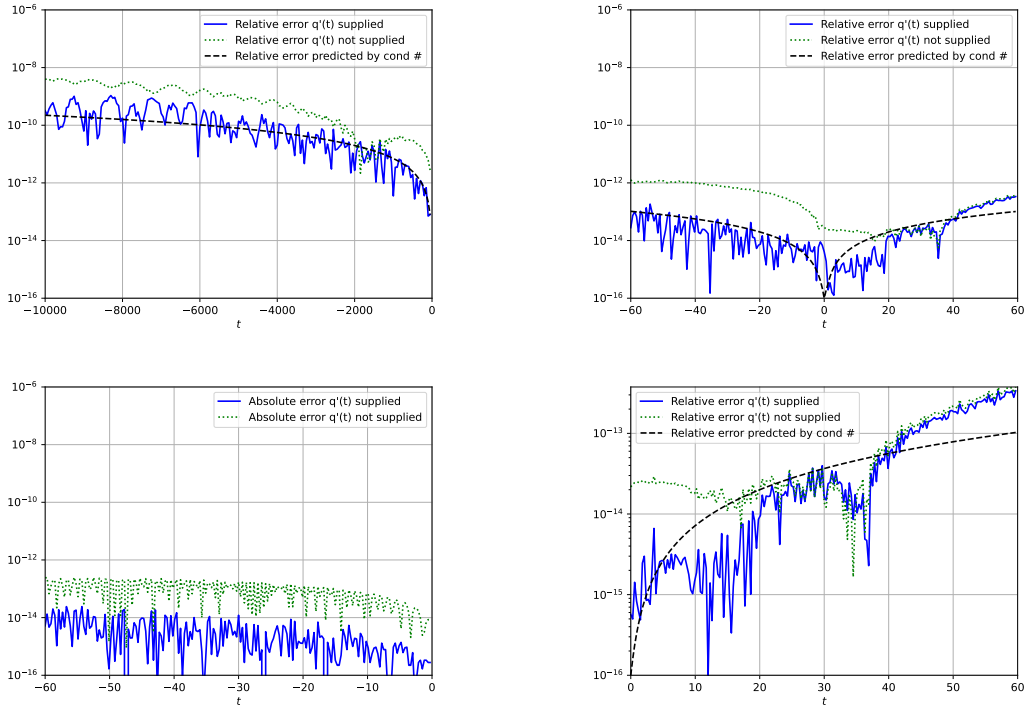 10⁻⁶
10⁻⁸
10⁻¹⁰
10⁻¹²
10⁻¹⁴
10⁻¹⁶
Relative error q'(t) supplied
Relative error q'(t) not supplied
Relative error predicted by cond #
−10000 −8000 −6000 −4000 −2000 0
t
10⁻⁶
10⁻⁸
10⁻¹⁰
10⁻¹²
10⁻¹⁴
10⁻¹⁶
Relative error q'(t) supplied
Relative error q'(t) not supplied
Relative error predicted by cond #
−60 −40 −20 0 20 40 60
t
10⁻⁶
10⁻⁸
10⁻¹⁰
10⁻¹²
10⁻¹⁴
10⁻¹⁶
Absolute error q'(t) supplied
Absolute error q'(t) not supplied
−60 −50 −40 −30 −20 −10 0
t
10⁻¹³
10⁻¹⁴
10⁻¹⁵
10⁻¹⁶
Relative error q'(t) supplied
Relative error q'(t) not supplied
Relative error predcted by cond #
0 10 20 30 40 50 60
t